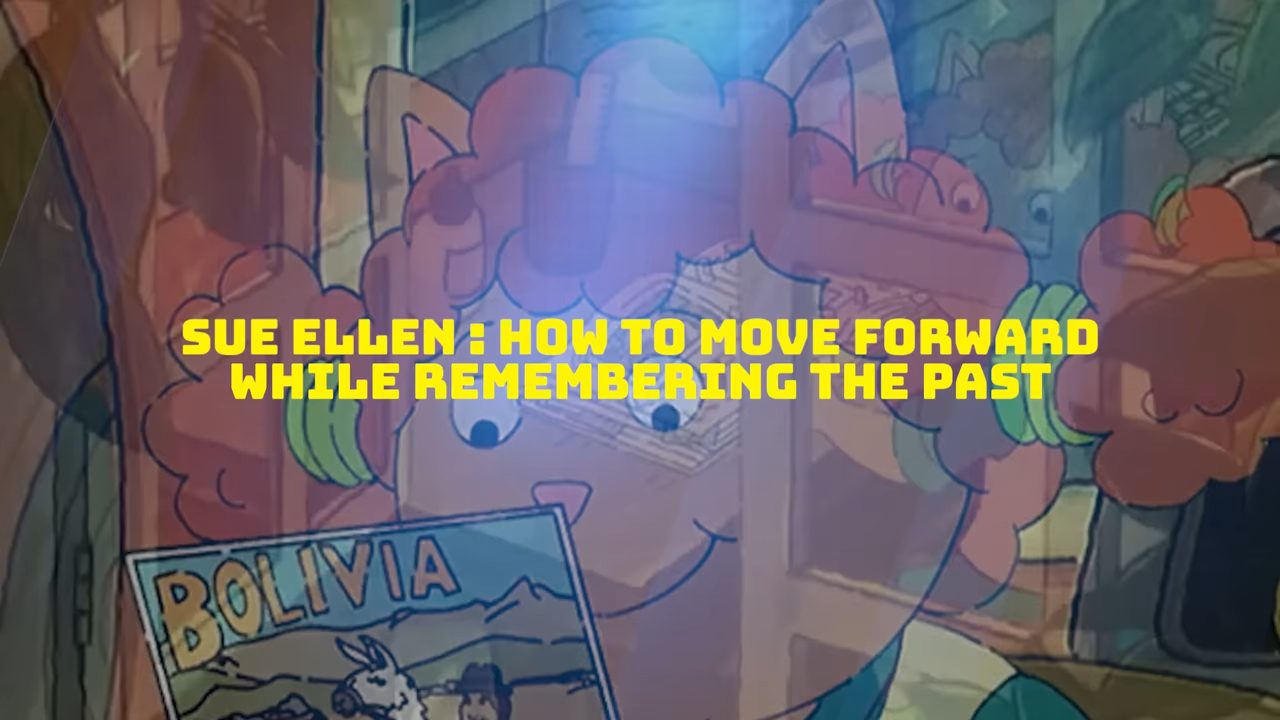 SUE ELLEN : HOW TO MOVE FORWARD
WHILE REMEMBERING THE PAST
BOLIVIA